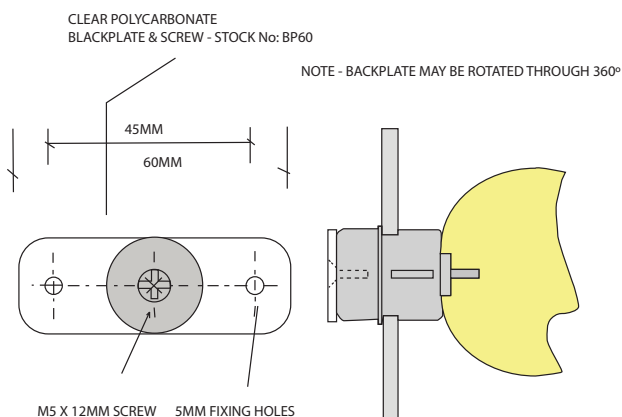 CLEAR POLYCARBONATE
BLACKPLATE & SCREW - STOCK No: BP60
NOTE - BACKPLATE MAY BE ROTATED THROUGH 360º
45MM
60MM
M5 X 12MM SCREW
5MM FIXING HOLES